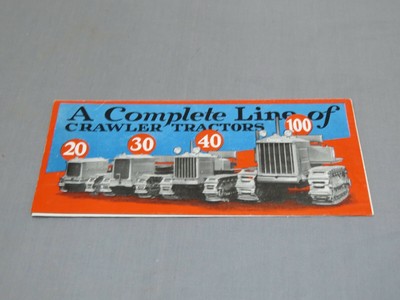 A Complete Line of
CRAWLER TRACTORS
20
30
40
100